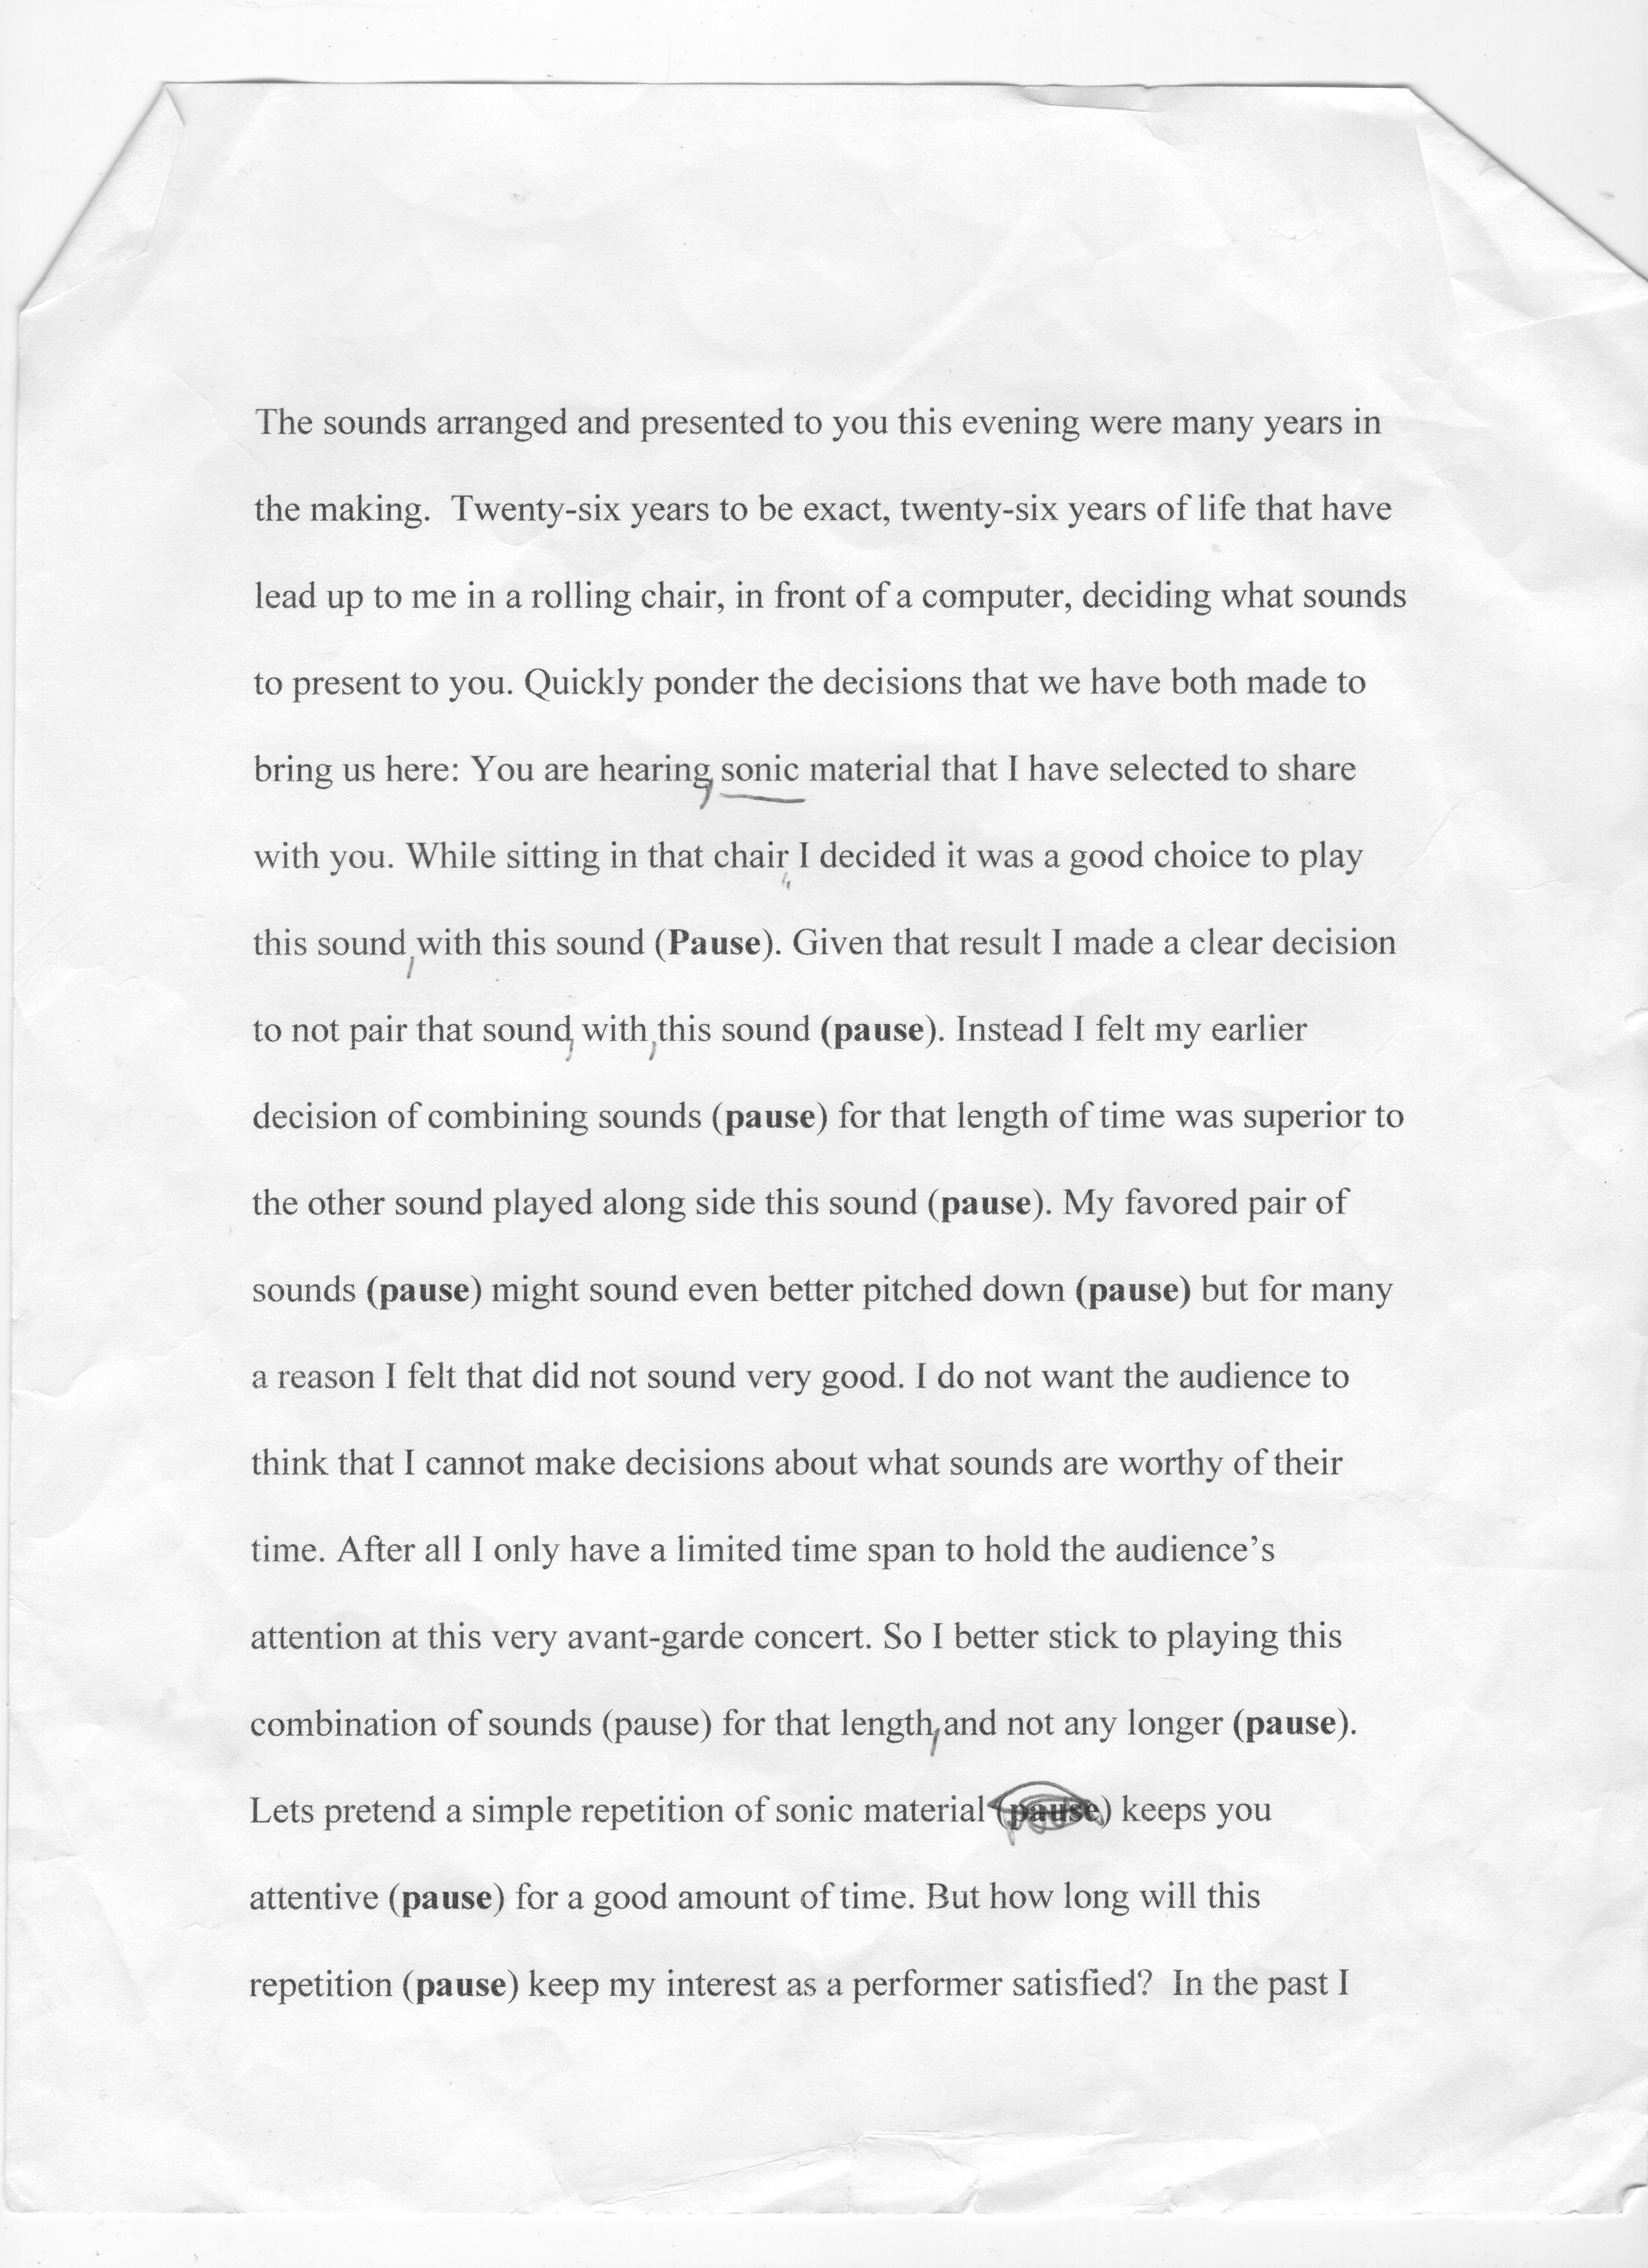 The sounds arranged and presented to you this evening were many years in
the making.  Twenty-six years to be exact, twenty-six years of life that have
lead up to me in a rolling chair, in front of a computer, deciding what sounds
to present to you. Quickly ponder the decisions that we have both made to
bring us here: You are hearing, sonic material that I have selected to share
with you. While sitting in that chair, I decided it was a good choice to play
this sound, with this sound (Pause). Given that result I made a clear decision
to not pair that sound, with, this sound (pause). Instead I felt my earlier
decision of combining sounds (pause) for that length of time was superior to
the other sound played along side this sound (pause). My favored pair of
sounds (pause) might sound even better pitched down (pause) but for many
a reason I felt that did not sound very good. I do not want the audience to
think that I cannot make decisions about what sounds are worthy of their
time. After all I only have a limited time span to hold the audience’s
attention at this very avant-garde concert. So I better stick to playing this
combination of sounds (pause) for that length, and not any longer (pause).
Lets pretend a simple repetition of sonic material (pause) keeps you
attentive (pause) for a good amount of time. But how long will this
repetition (pause) keep my interest as a performer satisfied?  In the past I